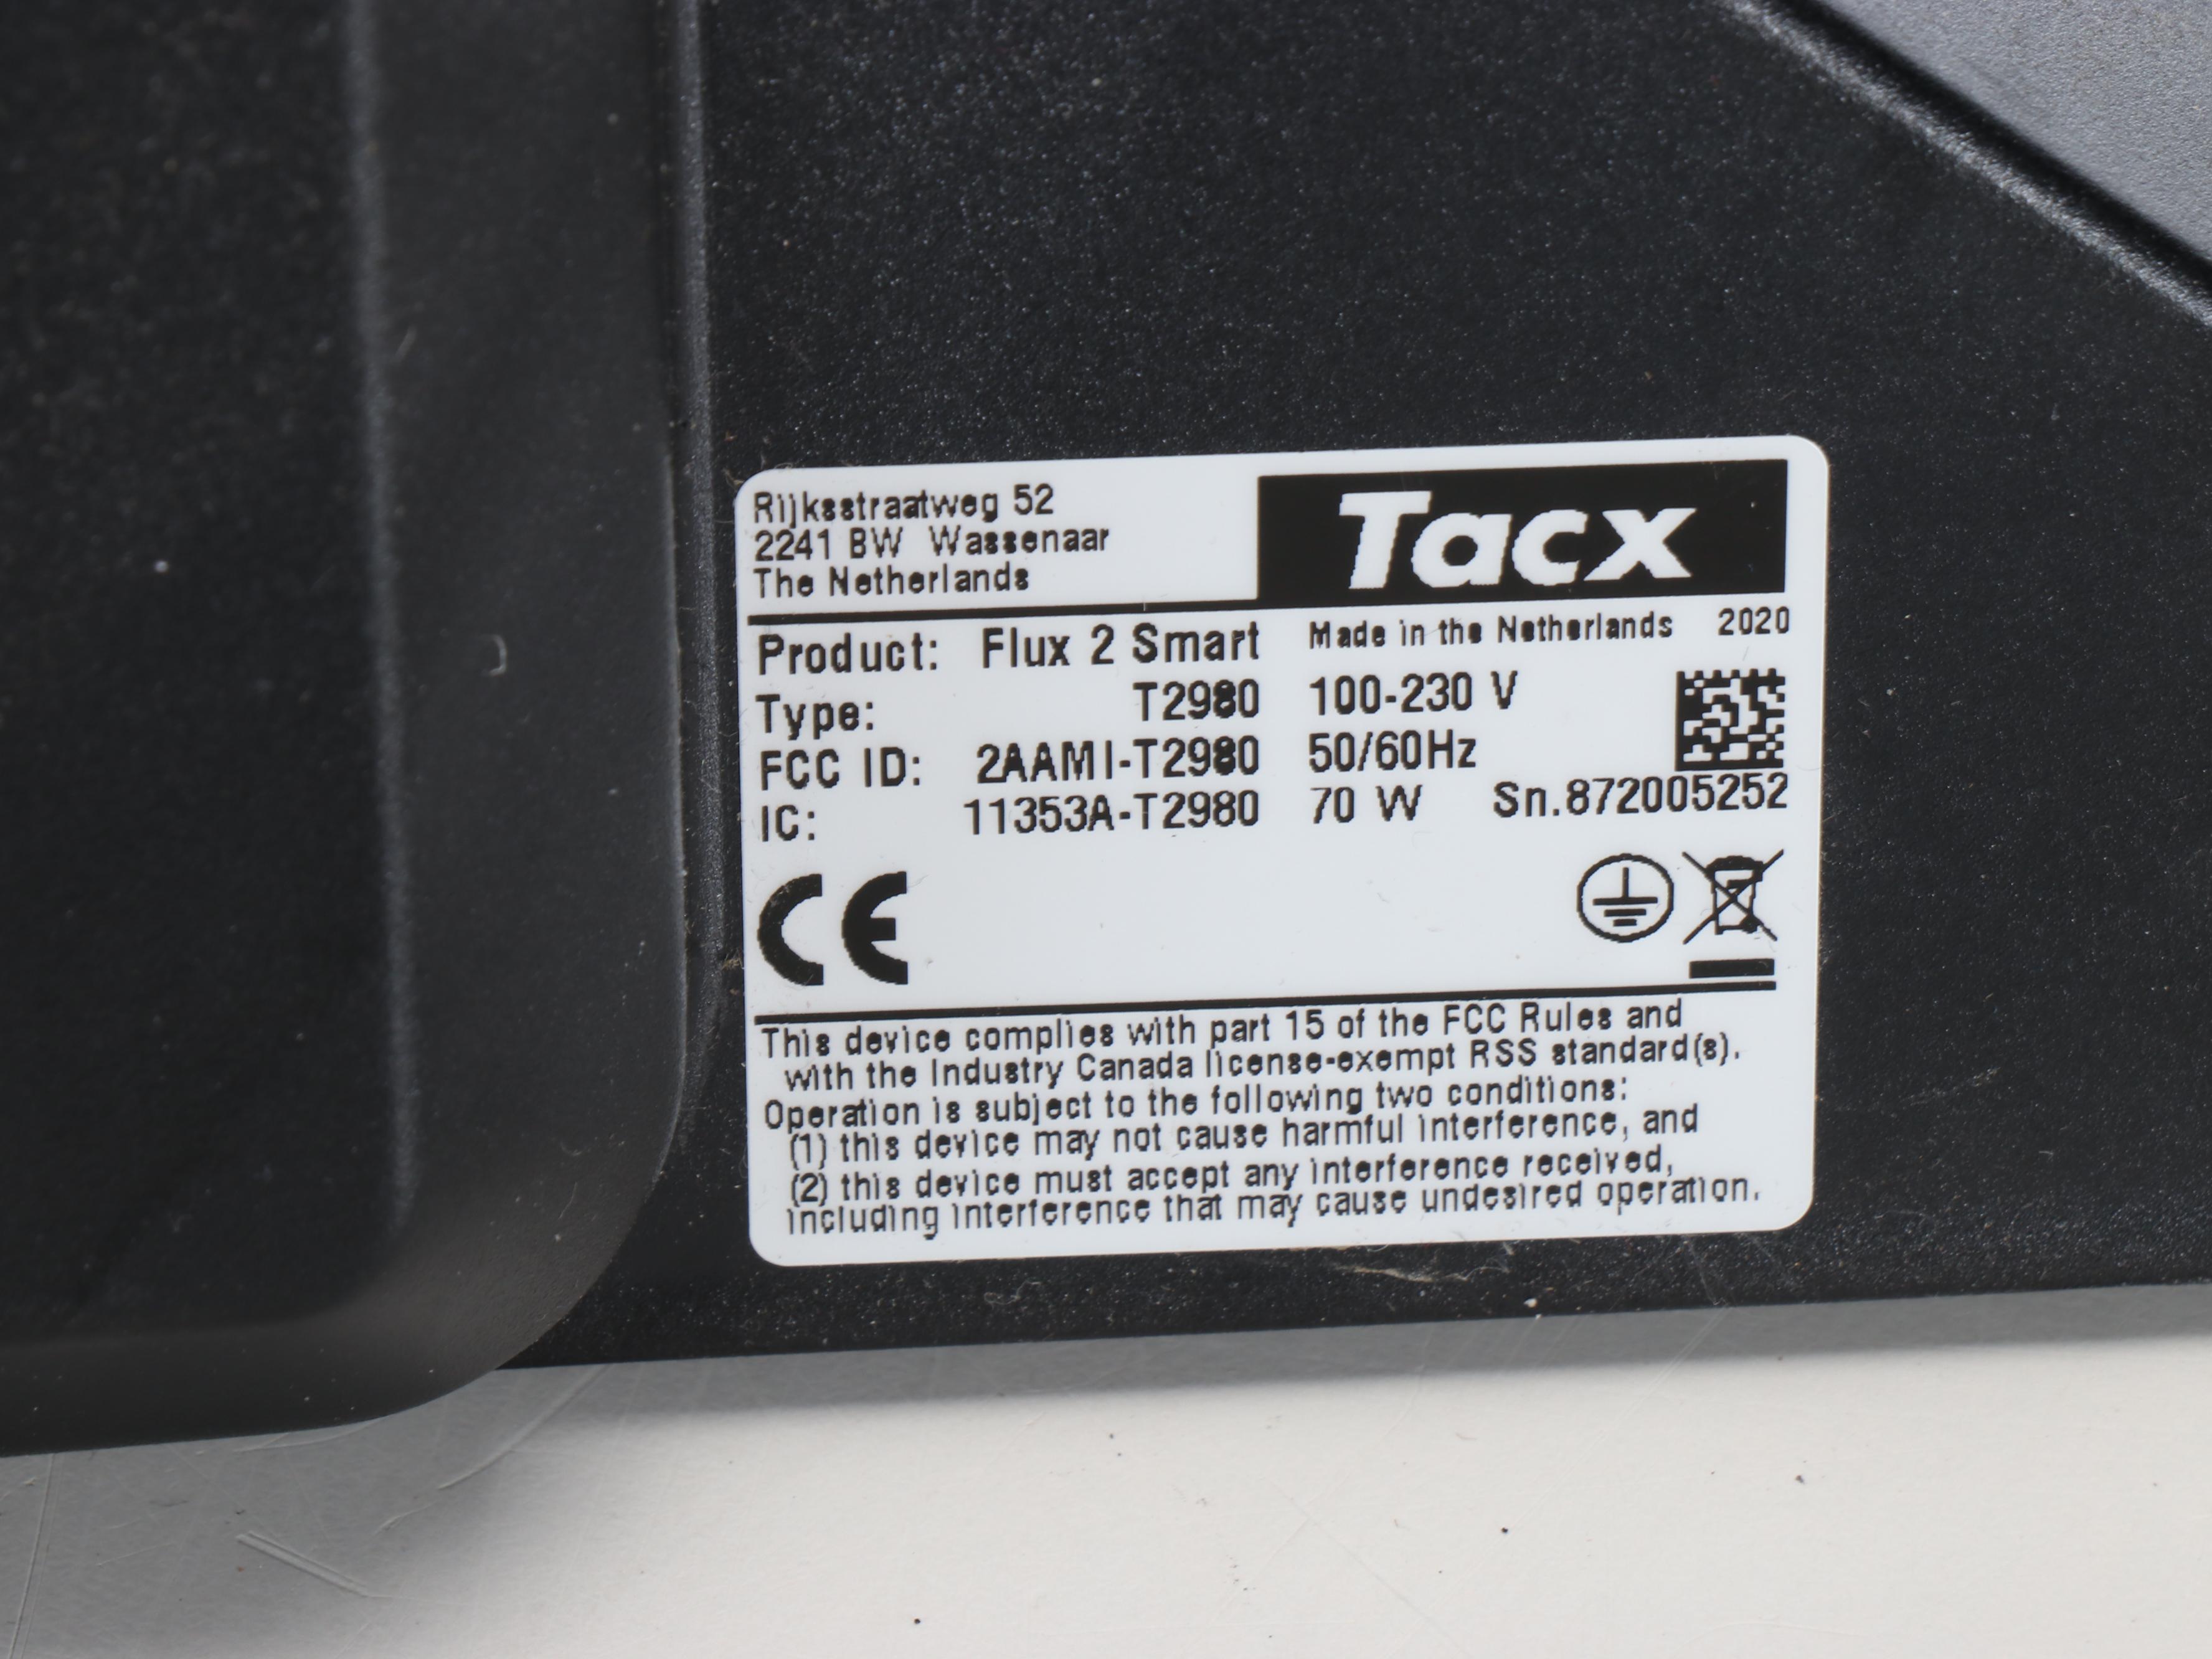 Rijksstraatweg 52
2241 BW Wassenaar
The Netherlands
Tacx
Product: Flux 2 Smart
Made in the Netherlands 2020
Type: T2980
100-230 V
FCC ID: 2AAMI-T2980
50/60Hz
IC: 11353A-T2980
70 W
Sn.872005252
CE
This device complies with part 15 of the FCC Rules and
with the Industry Canada license-exempt RSS standard(s).
Operation is subject to the following two conditions:
(1) this device may not cause harmful interference, and
(2) this device must accept any interference received,
including interference that may cause undesired operation.